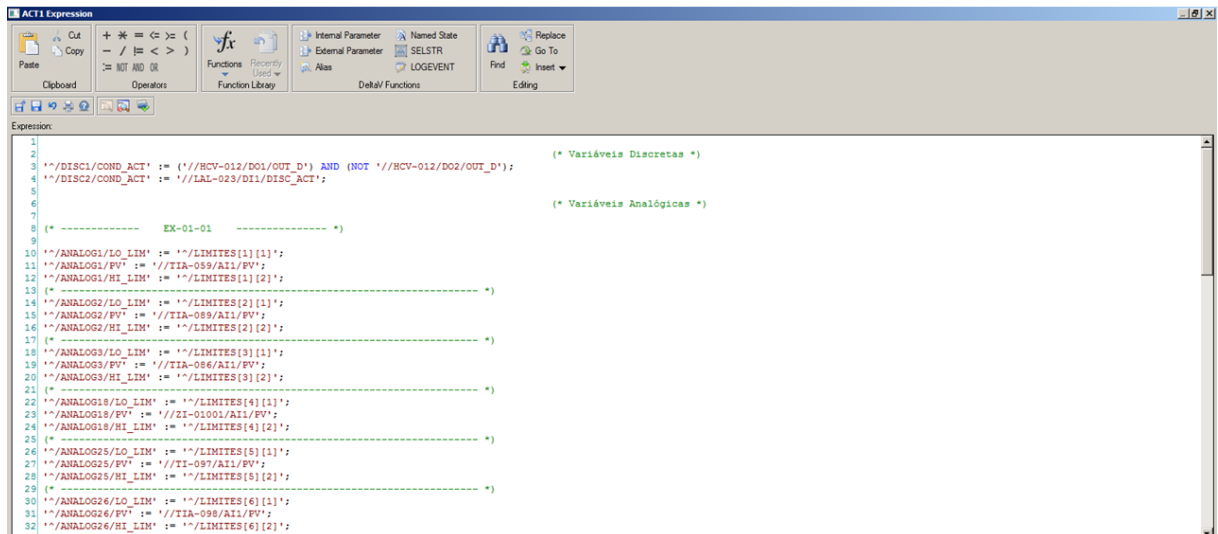 ACT1 Expression
Cut
Copy
Paste
Clipboard
+ * = <= >= (
- / != < > )
:= NOT AND OR
Operators
fx
Functions
Recently Used
Function Library
Internal Parameter
External Parameter
Alias
Named State
SELSTR
LOGEVENT
DeltaV Functions
Find
Replace
Go To
Insert
Editing
Expression:
1
2 (* Variáveis Discretas *)
3 '^/DISC1/COND_ACT' := ('//HCV-012/DO1/OUT_D') AND (NOT '//HCV-012/DO2/OUT_D');
4 '^/DISC2/COND_ACT' := '//LAL-023/DI1/DISC_ACT';
5
6 (* Variáveis Analógicas *)
7
8 (* ------------- EX-01-01 --------------- *)
9
10 '^/ANALOG1/LO_LIM' := '^/LIMITES[1][1]';
11 '^/ANALOG1/PV' := '//TIA-059/AI1/PV';
12 '^/ANALOG1/HI_LIM' := '^/LIMITES[1][2]';
13 (* --------------------------------------------------------------------- *)
14 '^/ANALOG2/LO_LIM' := '^/LIMITES[2][1]';
15 '^/ANALOG2/PV' := '//TIA-089/AI1/PV';
16 '^/ANALOG2/HI_LIM' := '^/LIMITES[2][2]';
17 (* --------------------------------------------------------------------- *)
18 '^/ANALOG3/LO_LIM' := '^/LIMITES[3][1]';
19 '^/ANALOG3/PV' := '//TIA-086/AI1/PV';
20 '^/ANALOG3/HI_LIM' := '^/LIMITES[3][2]';
21 (* --------------------------------------------------------------------- *)
22 '^/ANALOG18/LO_LIM' := '^/LIMITES[4][1]';
23 '^/ANALOG18/PV' := '//ZI-01001/AI1/PV';
24 '^/ANALOG18/HI_LIM' := '^/LIMITES[4][2]';
25 (* --------------------------------------------------------------------- *)
26 '^/ANALOG25/LO_LIM' := '^/LIMITES[5][1]';
27 '^/ANALOG25/PV' := '//TI-097/AI1/PV';
28 '^/ANALOG25/HI_LIM' := '^/LIMITES[5][2]';
29 (* --------------------------------------------------------------------- *)
30 '^/ANALOG26/LO_LIM' := '^/LIMITES[6][1]';
31 '^/ANALOG26/PV' := '//TIA-098/AI1/PV';
32 '^/ANALOG26/HI_LIM' := '^/LIMITES[6][2]';